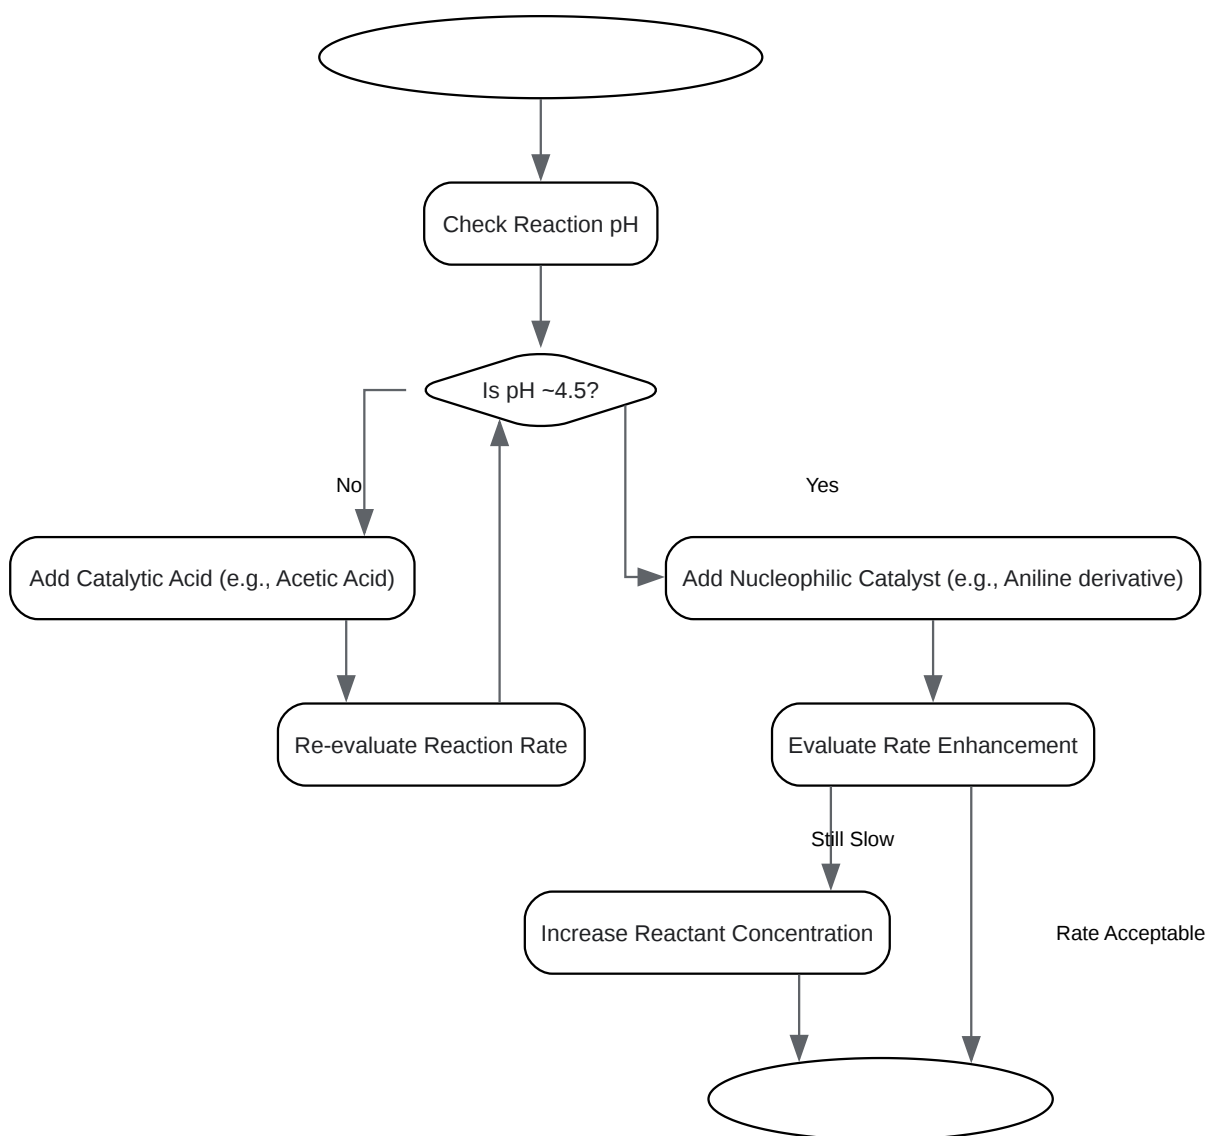 Check Reaction pH
Is pH ~4.5?
No
Yes
Add Catalytic Acid (e.g., Acetic Acid)
Add Nucleophilic Catalyst (e.g., Aniline derivative)
Re-evaluate Reaction Rate
Evaluate Rate Enhancement
Still Slow
Increase Reactant Concentration
Rate Acceptable